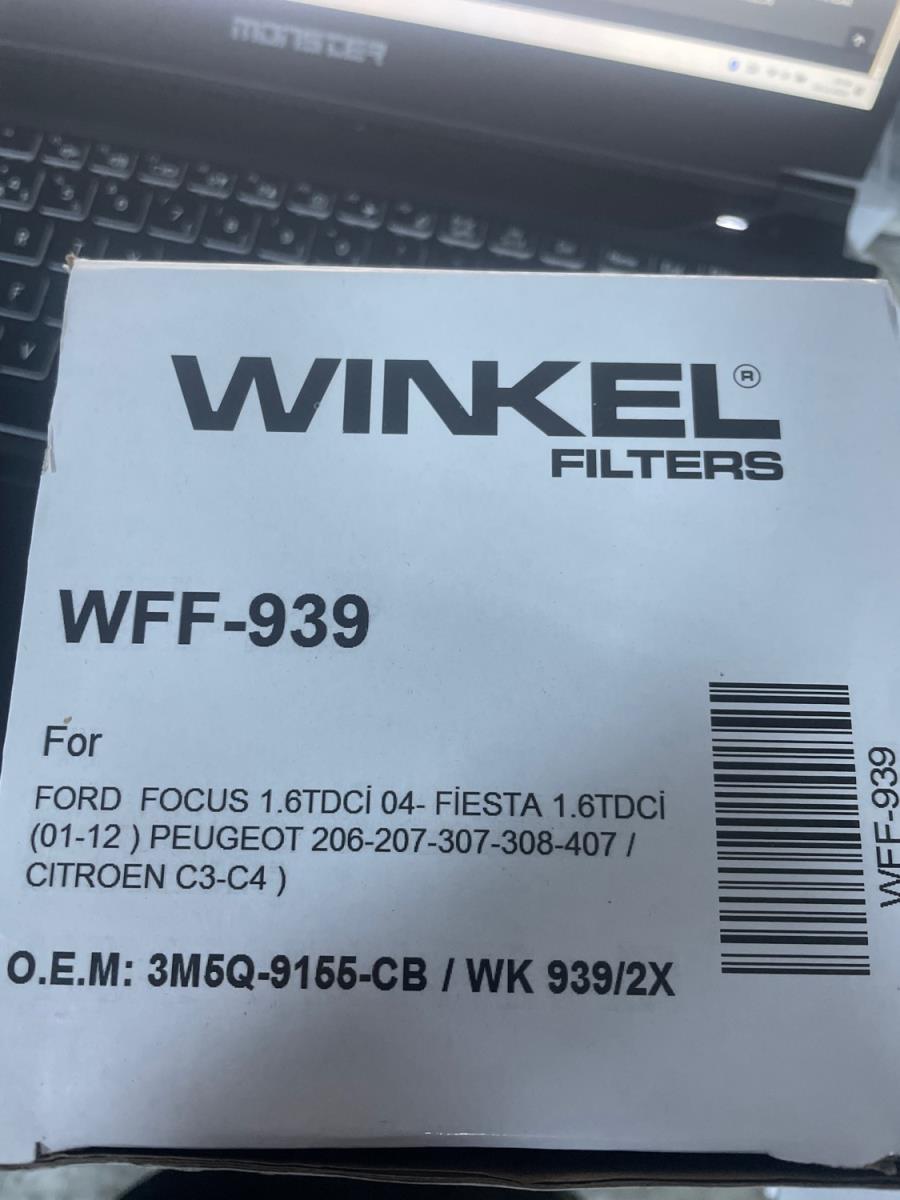 MONSTER
WINKEL®
FILTERS
WFF-939
For
FORD FOCUS 1.6TDCİ 04- FİESTA 1.6TDCİ
(01-12 ) PEUGEOT 206-207-307-308-407 /
CITROEN C3-C4 )
O.E.M: 3M5Q-9155-CB / WK 939/2X
WFF-939